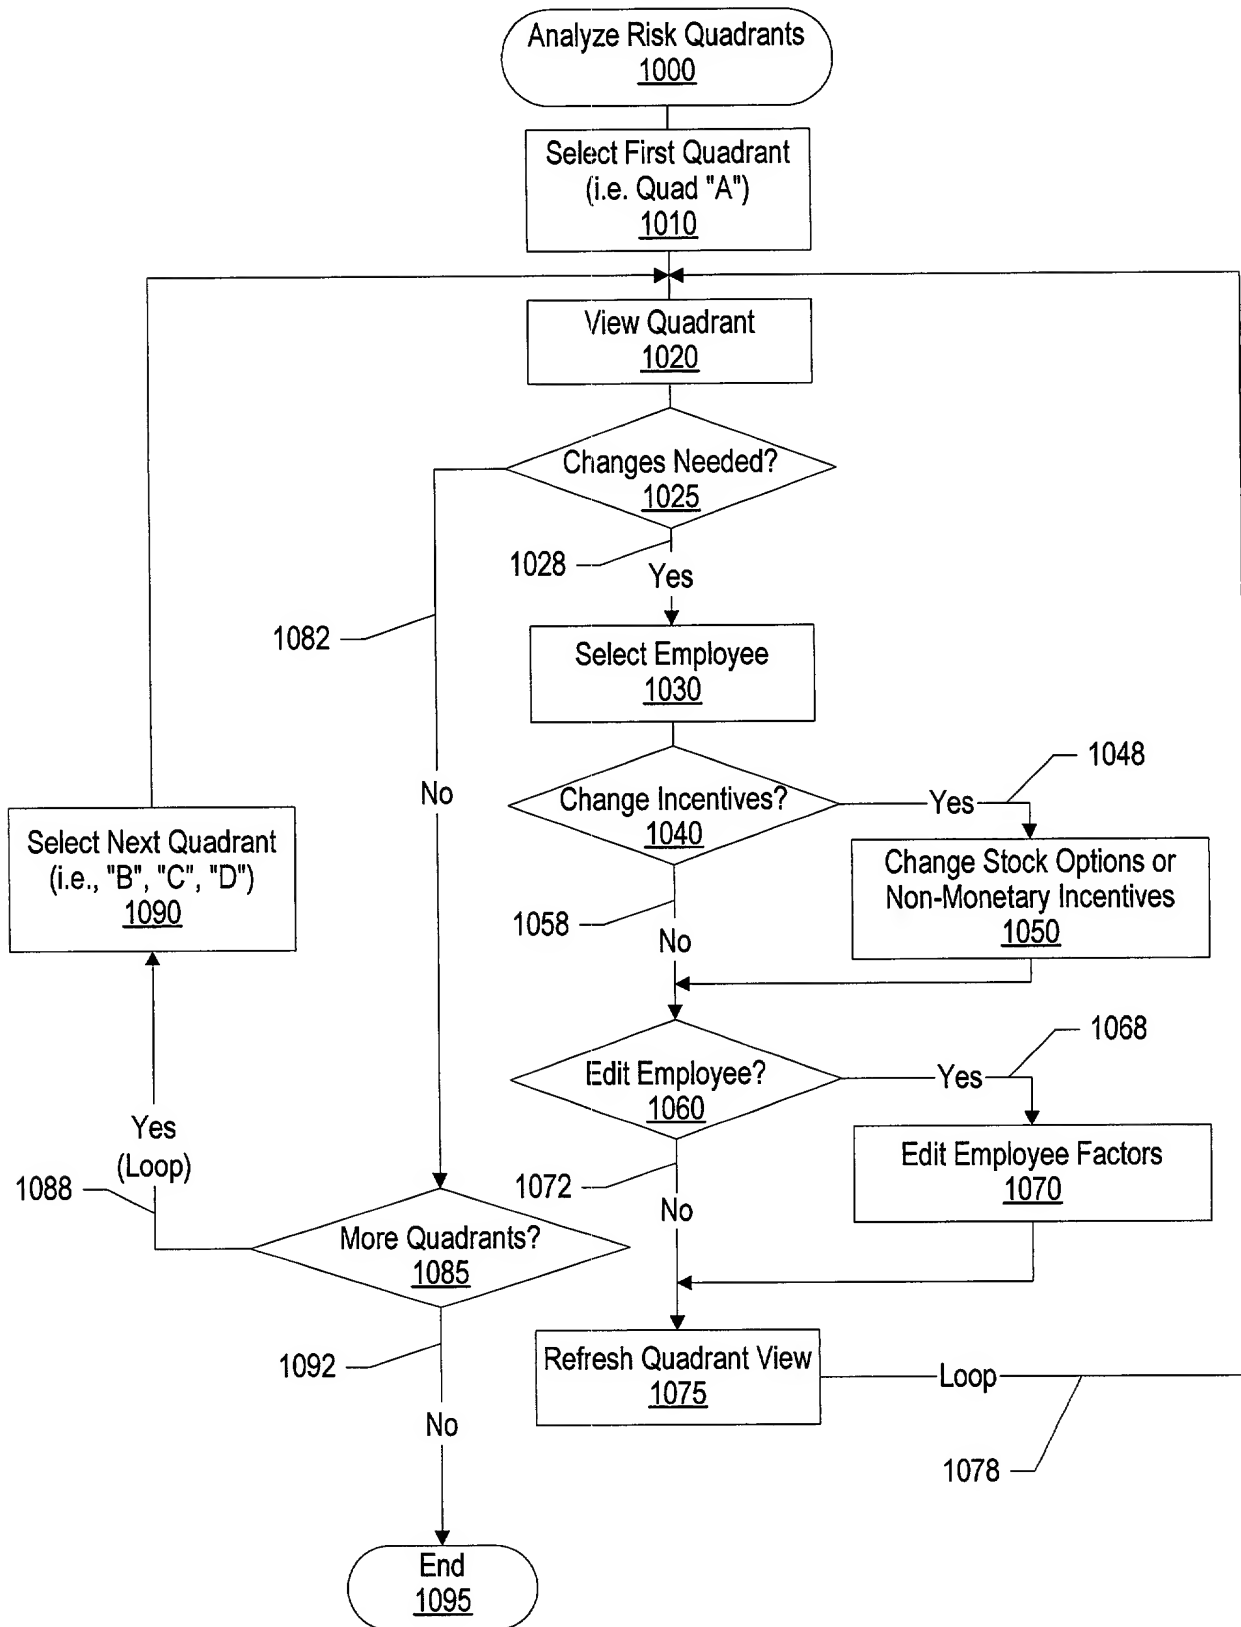 Analyze Risk Quadrants
1000
Select First Quadrant
(i.e. Quad "A")
1010
View Quadrant
1020
Changes Needed?
1025
1028
Yes
1082
Select Employee
1030
No
Change Incentives?
1040
Yes
1048
Select Next Quadrant
(i.e., "B", "C", "D")
1090
Change Stock Options or
Non-Monetary Incentives
1050
1058
No
Edit Employee?
1060
Yes
1068
Yes
(Loop)
1088
Edit Employee Factors
1070
1072
No
More Quadrants?
1085
1092
No
Refresh Quadrant View
1075
Loop
1078
End
1095